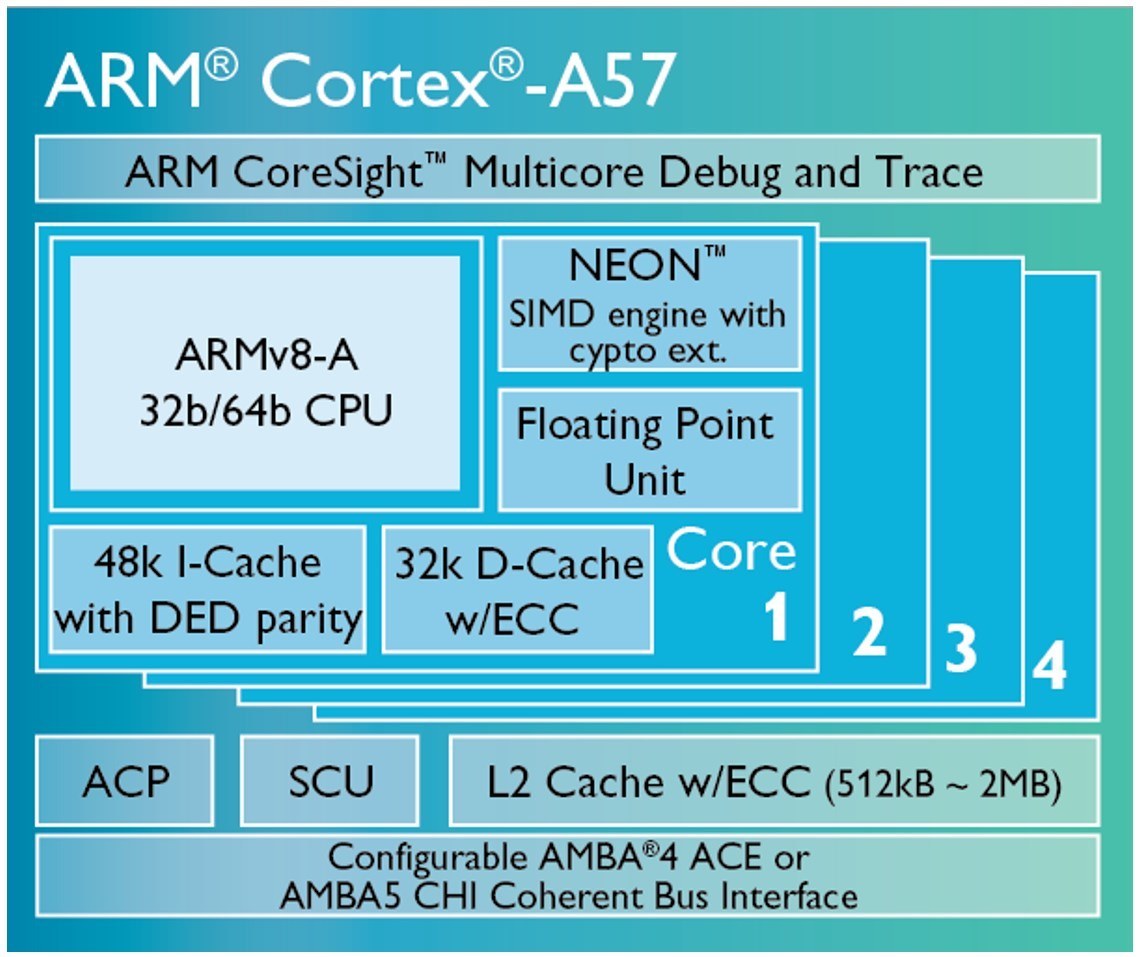 ARM® Cortex®-A57
ARM CoreSight™ Multicore Debug and Trace
ARMv8-A
32b/64b CPU
NEON™
SIMD engine with
cypto ext.
Floating Point
Unit
48k I-Cache
with DED parity
32k D-Cache
w/ECC
Core
1
2
3
4
ACP
SCU
L2 Cache w/ECC (512kB ~ 2MB)
Configurable AMBA®4 ACE or
AMBA5 CHI Coherent Bus Interface